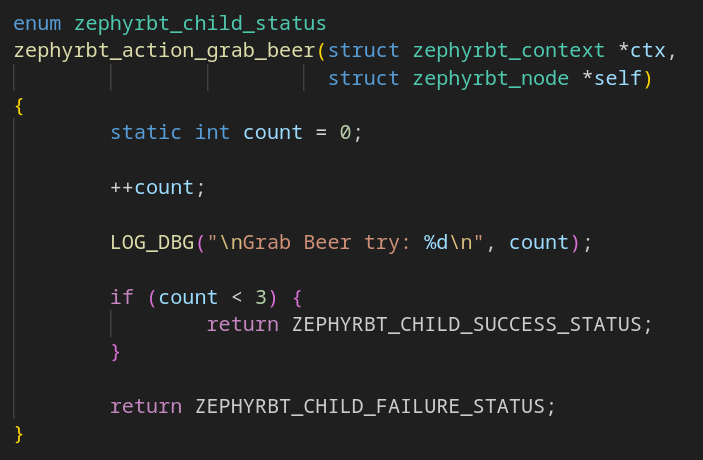 enum zephyrbt_child_status
zephyrbt_action_grab_beer(struct zephyrbt_context *ctx,
struct zephyrbt_node *self)
{
static int count = 0;
++count;
LOG_DBG("\nGrab Beer try: %d\n", count);
if (count < 3) {
return ZEPHYRBT_CHILD_SUCCESS_STATUS;
}
return ZEPHYRBT_CHILD_FAILURE_STATUS;
}